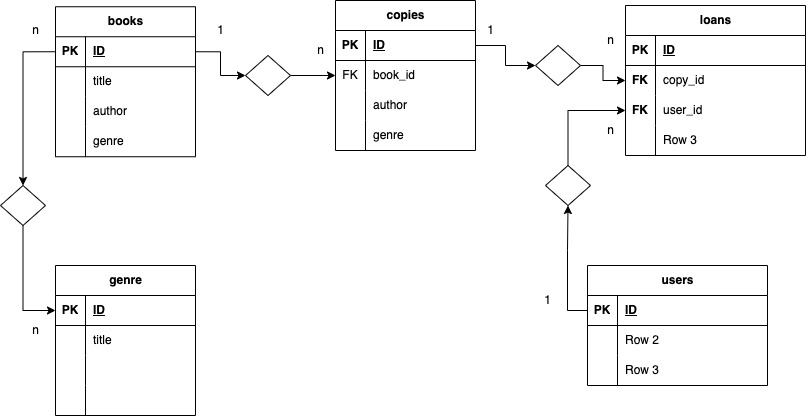 books
PK ID
title
author
genre
n
1
n
copies
PK ID
FK book_id
author
genre
1
n
loans
PK ID
FK copy_id
FK user_id
Row 3
n
genre
PK ID
title
n
users
PK ID
Row 2
Row 3
1